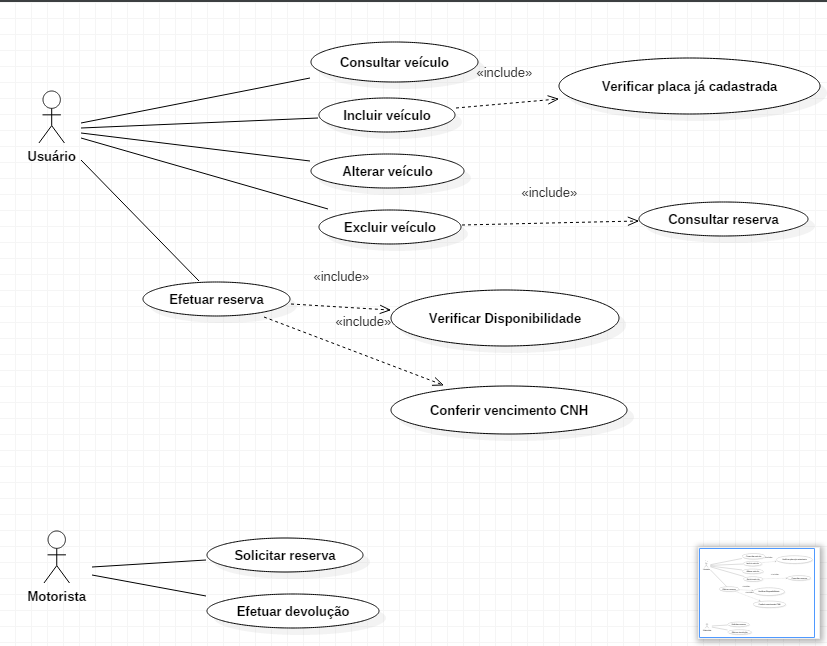 Consultar veículo
«include»
Verificar placa já cadastrada
Incluir veículo
Usuário
Alterar veículo
«include»
Excluir veículo
Consultar reserva
«include»
Efetuar reserva
«include»
Verificar Disponibilidade
Conferir vencimento CNH
Solicitar reserva
Motorista
Efetuar devolução